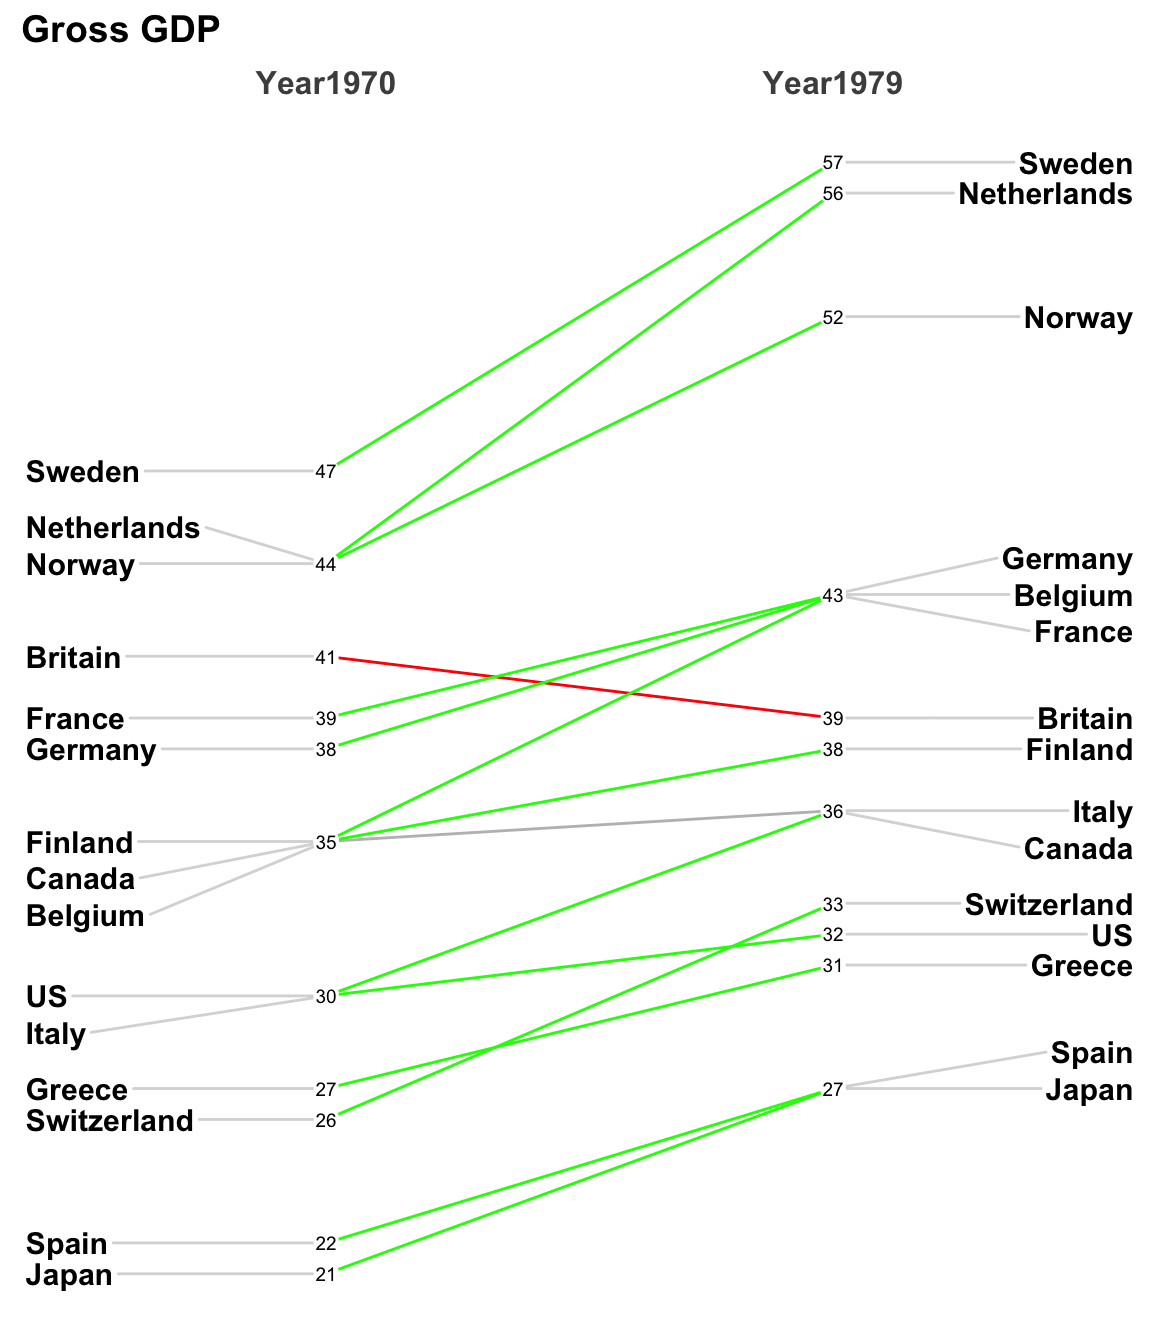 Gross GDP
Year1970 Year1979
57 Sweden
56 Netherlands
52 Norway
Sweden 47
Netherlands
Norway 44
Germany
43 Belgium
France
Britain 41
France 39
39 Britain
Germany 38
38 Finland
36 Italy
Canada
Finland 35
Canada
Belgium
33 Switzerland
32 US
31 Greece
US 30
Italy
Spain
27 Japan
Greece 27
Switzerland 26
Spain 22
Japan 21